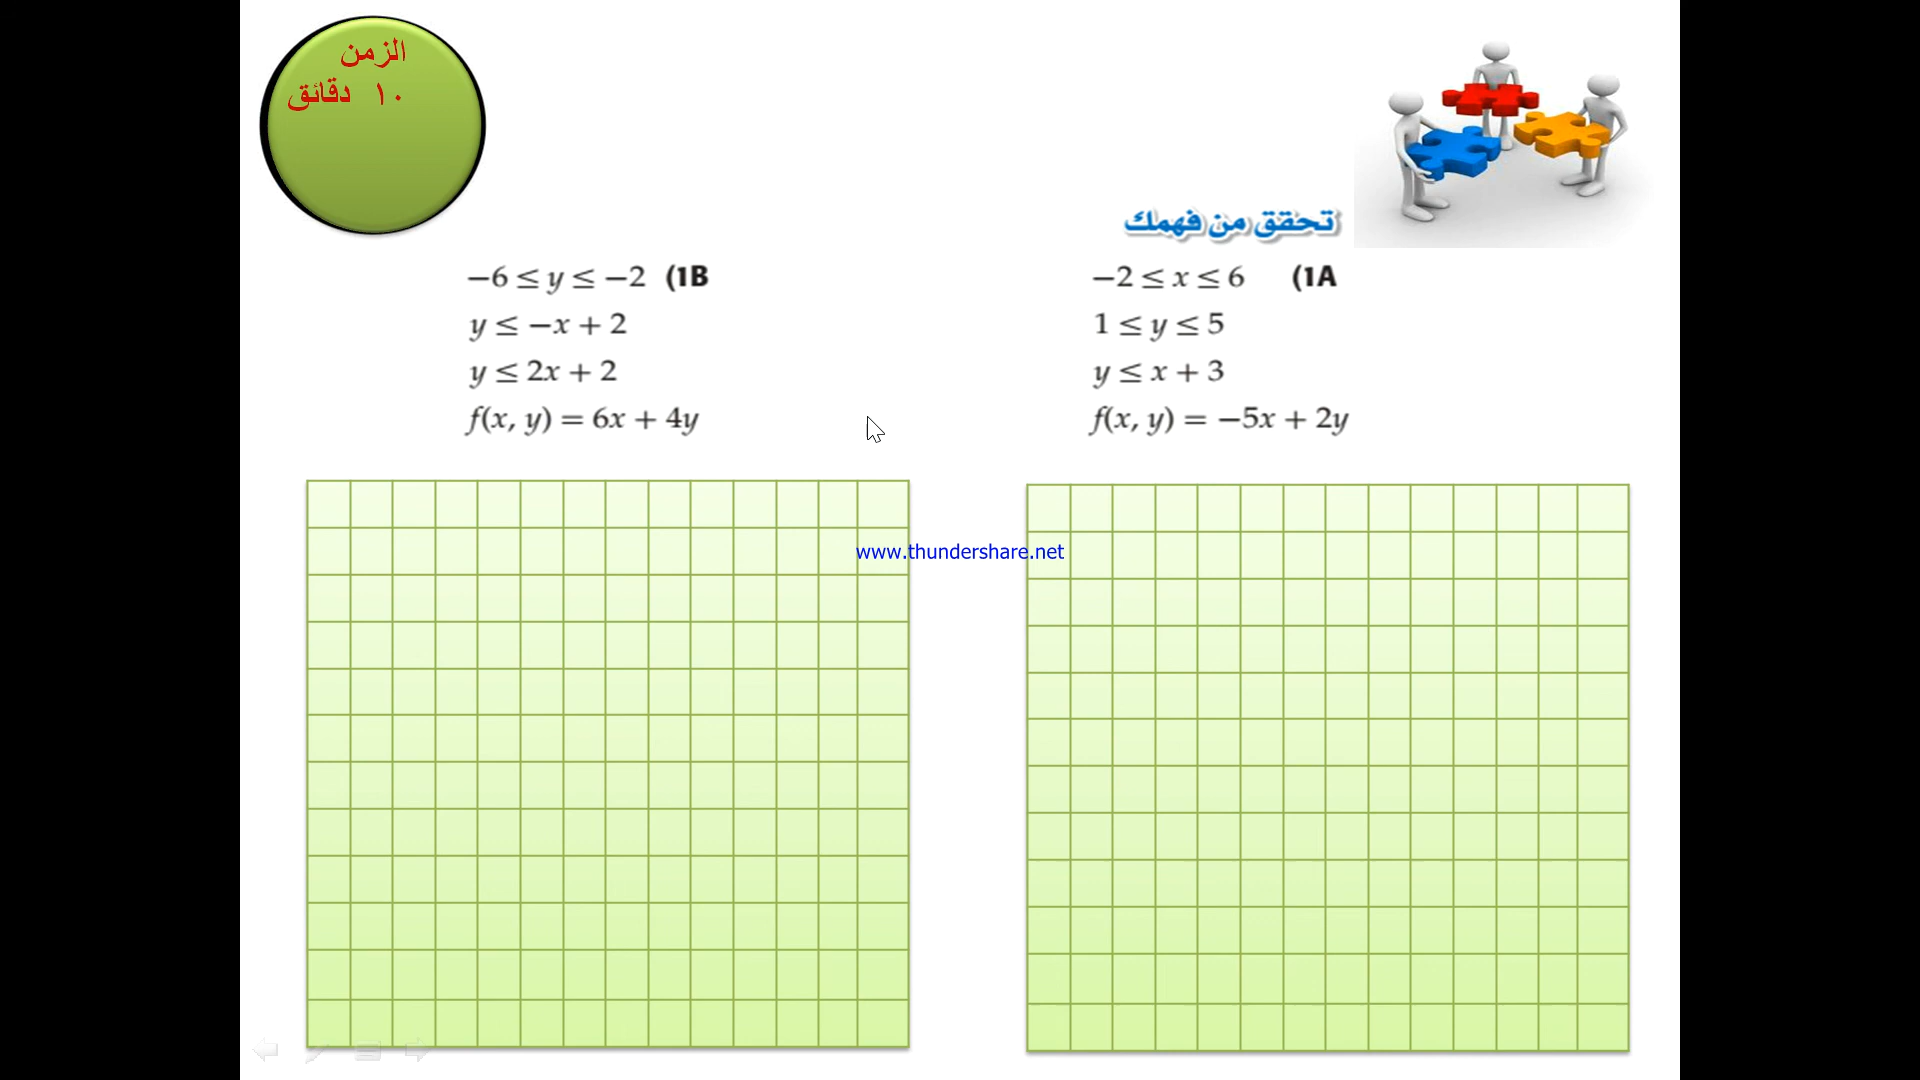 الزمن
١٠ دقائق
تحقق من فهمك
(1A −2 ≤ x ≤ 6
1 ≤ y ≤ 5
y ≤ x + 3
f(x, y) = −5x + 2y
(1B −6 ≤ y ≤ −2
y ≤ −x + 2
y ≤ 2x + 2
f(x, y) = 6x + 4y
www.thundershare.net